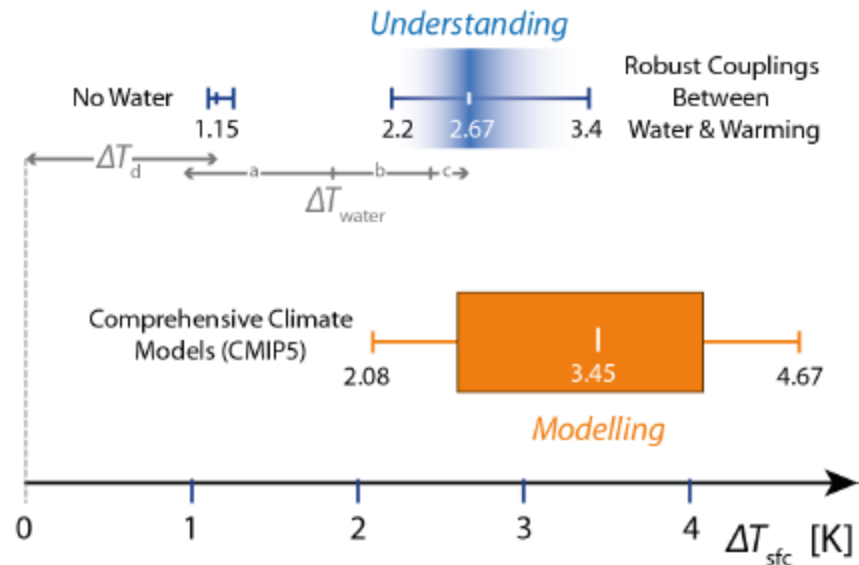 Understanding
No Water
Robust Couplings
Between
Water & Warming
1.15
2.2
2.67
3.4
ΔTd
a
b
c
ΔTwater
Comprehensive Climate
Models (CMIP5)
2.08
3.45
4.67
Modelling
0
1
2
3
4
ΔTsfc [K]